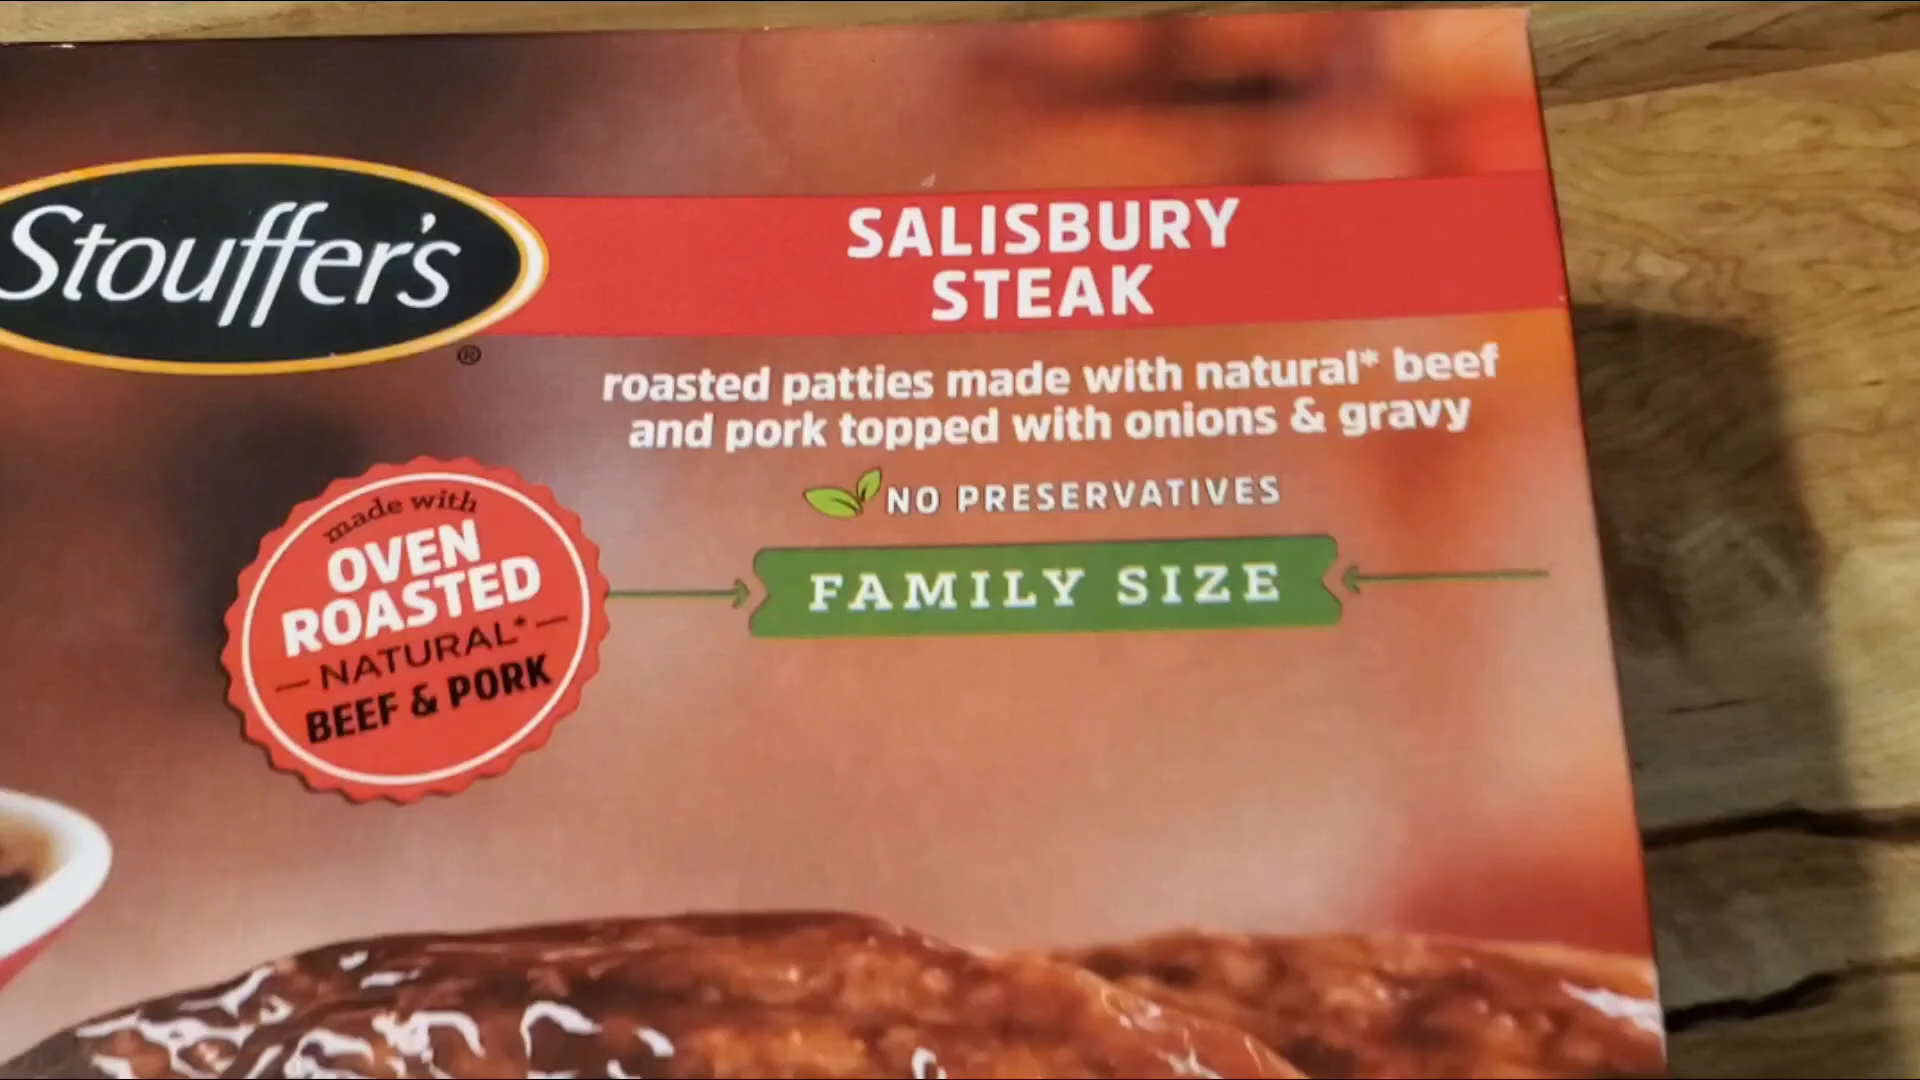 Stouffer's®
SALISBURY
STEAK
roasted patties made with natural* beef
and pork topped with onions & gravy
NO PRESERVATIVES
FAMILY SIZE
made with
OVEN
ROASTED
NATURAL*
BEEF & PORK